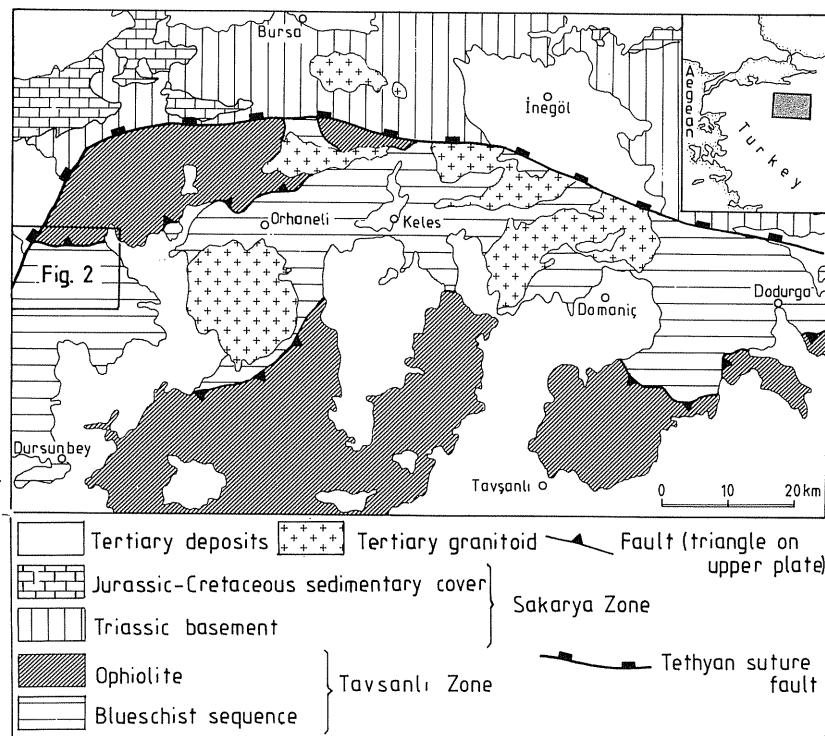 Bursa
İnegöl
Aegean
Turkey
Orhaneli
Keles
Fig. 2
Domaniç
Dodurga
Dursunbey
Tavşanlı
0 10 20 km
Tertiary deposits
Tertiary granitoid
Fault (triangle on
upper plate)
Jurassic-Cretaceous sedimentary cover
Triassic basement
Sakarya Zone
Ophiolite
Blueschist sequence
Tavsanlı Zone
Tethyan suture
fault